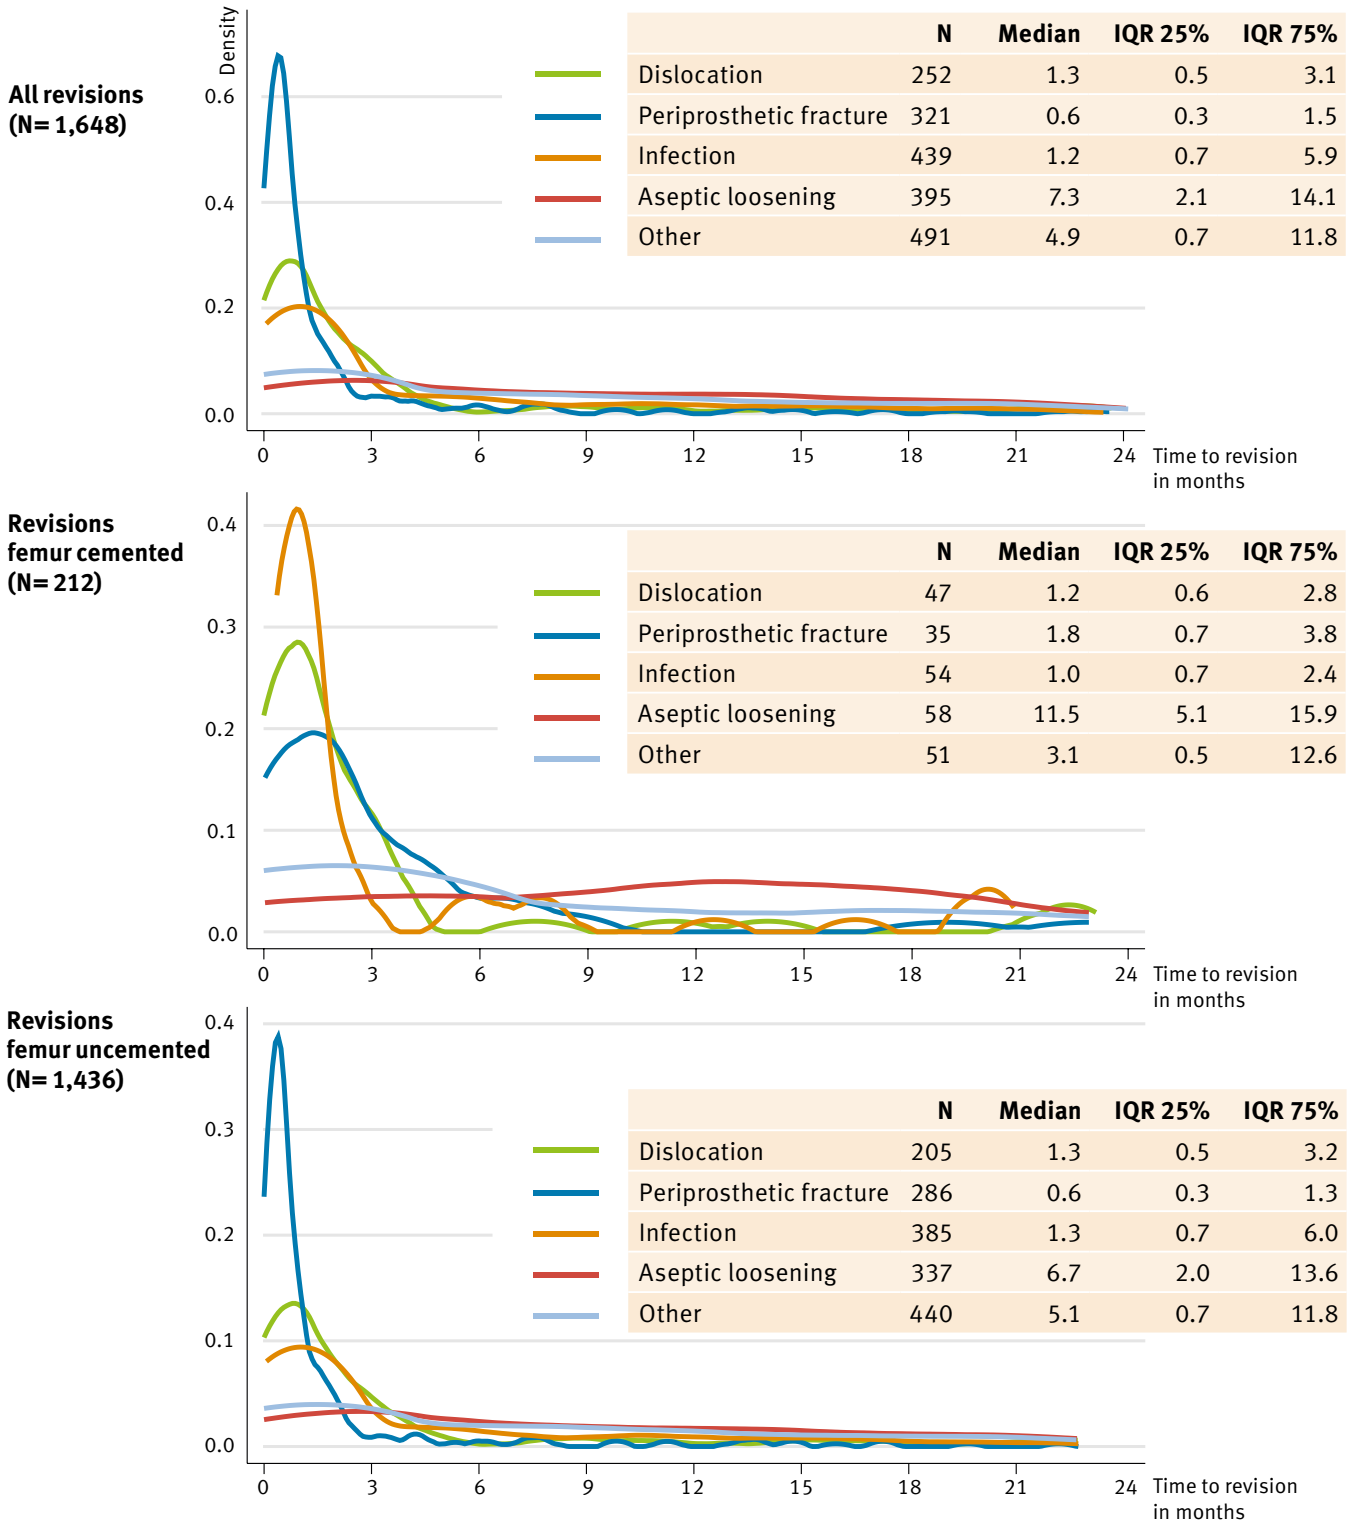 Density
All revisions
(N= 1,648)
0.6
0.4
0.2
0.0
N Median IQR 25% IQR 75%
Dislocation 252 1.3 0.5 3.1
Periprosthetic fracture 321 0.6 0.3 1.5
Infection 439 1.2 0.7 5.9
Aseptic loosening 395 7.3 2.1 14.1
Other 491 4.9 0.7 11.8
0 3 6 9 12 15 18 21 24 Time to revision
in months
Revisions
femur cemented
(N= 212)
0.4
0.3
0.2
0.1
0.0
N Median IQR 25% IQR 75%
Dislocation 47 1.2 0.6 2.8
Periprosthetic fracture 35 1.8 0.7 3.8
Infection 54 1.0 0.7 2.4
Aseptic loosening 58 11.5 5.1 15.9
Other 51 3.1 0.5 12.6
0 3 6 9 12 15 18 21 24 Time to revision
in months
Revisions
femur uncemented
(N= 1,436)
0.4
0.3
0.2
0.1
0.0
N Median IQR 25% IQR 75%
Dislocation 205 1.3 0.5 3.2
Periprosthetic fracture 286 0.6 0.3 1.3
Infection 385 1.3 0.7 6.0
Aseptic loosening 337 6.7 2.0 13.6
Other 440 5.1 0.7 11.8
0 3 6 9 12 15 18 21 24 Time to revision
in months